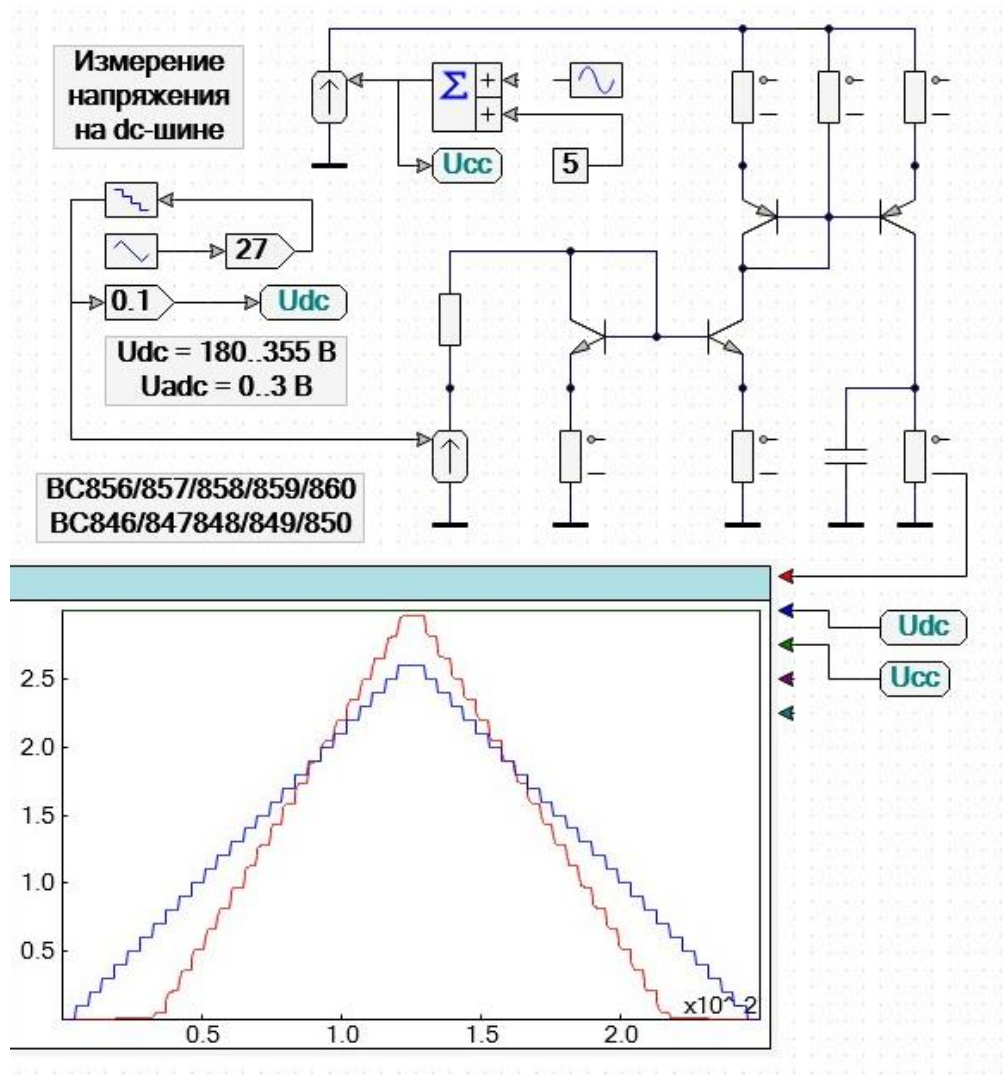 Измерение
напряжения
на dc-шине
Σ
+
+
Ucc
5
27
0.1
Udc
Udc = 180..355 В
Uadc = 0..3 В
BC856/857/858/859/860
BC846/847848/849/850
Udc
Ucc
2.5
2.0
1.5
1.0
0.5
x10^ 2
0.5 1.0 1.5 2.0